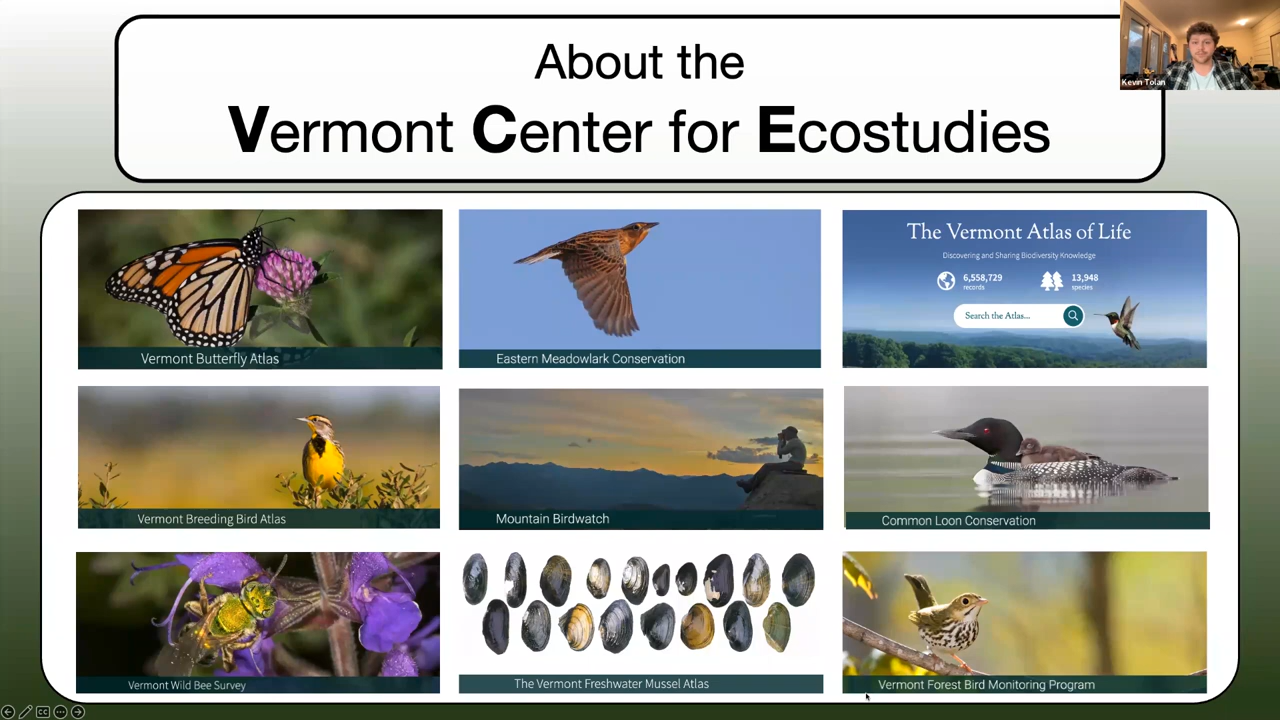 About the
Vermont Center for Ecostudies
Kevin Tolan
Vermont Butterfly Atlas
Eastern Meadowlark Conservation
The Vermont Atlas of Life
Discovering and Sharing Biodiversity Knowledge
6,558,729
records
13,948
species
Search the Atlas...
Vermont Breeding Bird Atlas
Mountain Birdwatch
Common Loon Conservation
Vermont Wild Bee Survey
The Vermont Freshwater Mussel Atlas
Vermont Forest Bird Monitoring Program
CC